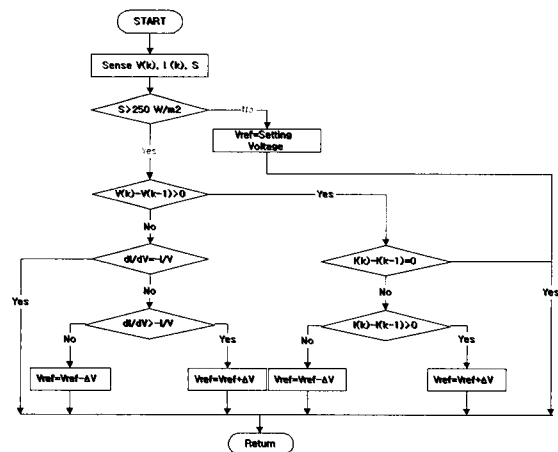 START
Sense V(k), I (k), S
S>250 W/m2
No
Vref=Setting
Voltage
Yes
V(k)-V(k-1)>0
Yes
No
dI/dV=-I/V
I(k)-I(k-1)=0
Yes
No
No
Yes
dI/dV>-I/V
I(k)-I(k-1)>0
No
Yes
No
Yes
Vref=Vref-ΔV
Vref=Vref+ΔV
Vref=Vref-ΔV
Vref=Vref+ΔV
Return